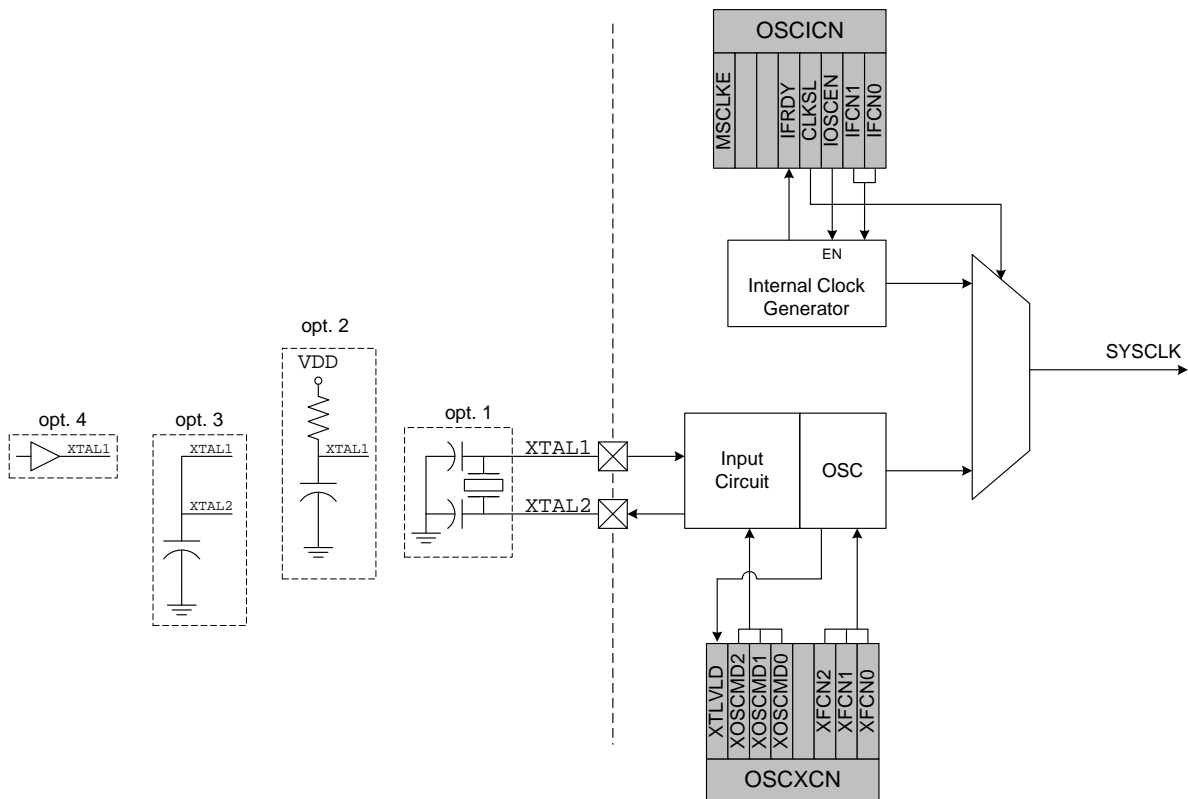 OSCICN
MSCLKE
IFRDY
CLKSL
IOSCEN
IFCN1
IFCN0
EN
Internal Clock
Generator
SYSCLK
opt. 4
XTAL1
opt. 3
XTAL1
XTAL2
opt. 2
VDD
XTAL1
opt. 1
XTAL1
XTAL2
Input
Circuit
OSC
XTLVLD
XOSCMD2
XOSCMD1
XOSCMD0
XFCN2
XFCN1
XFCN0
OSCXCN